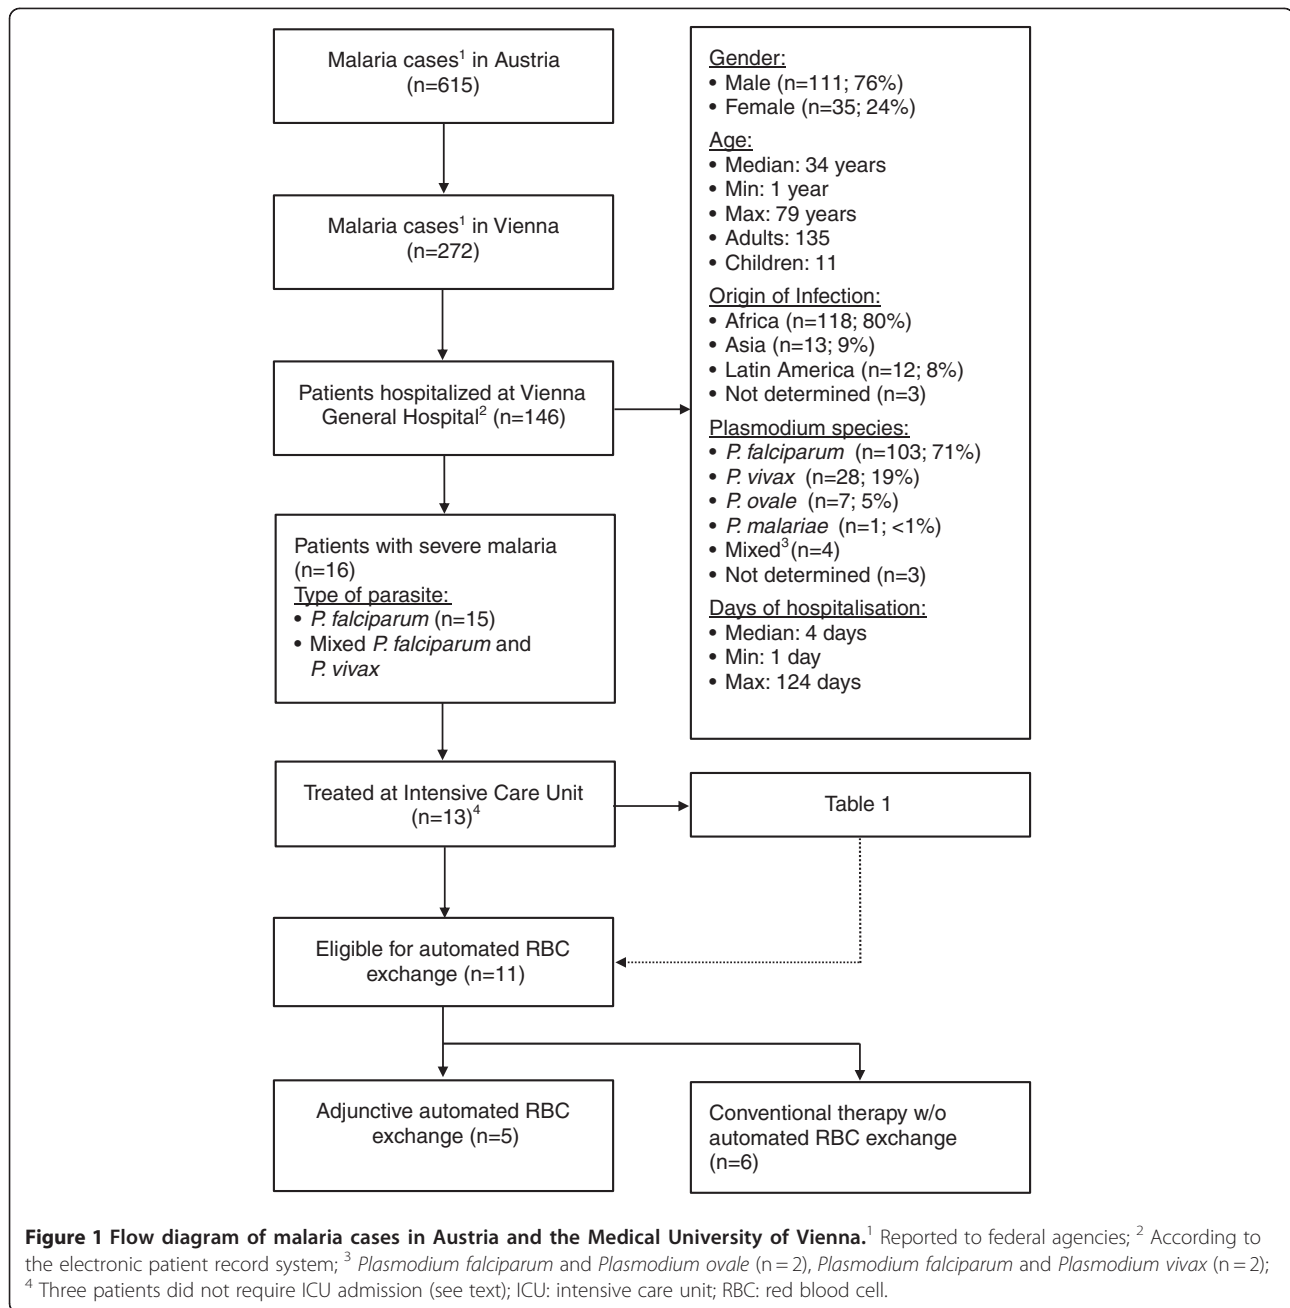 Malaria cases¹ in Austria
(n=615)
Malaria cases¹ in Vienna
(n=272)
Patients hospitalized at Vienna
General Hospital² (n=146)
Gender:
• Male (n=111; 76%)
• Female (n=35; 24%)
Age:
• Median: 34 years
• Min: 1 year
• Max: 79 years
• Adults: 135
• Children: 11
Origin of Infection:
• Africa (n=118; 80%)
• Asia (n=13; 9%)
• Latin America (n=12; 8%)
• Not determined (n=3)
Plasmodium species:
• P. falciparum (n=103; 71%)
• P. vivax (n=28; 19%)
• P. ovale (n=7; 5%)
• P. malariae (n=1; <1%)
• Mixed³(n=4)
• Not determined (n=3)
Days of hospitalisation:
• Median: 4 days
• Min: 1 day
• Max: 124 days
Patients with severe malaria
(n=16)
Type of parasite:
• P. falciparum (n=15)
• Mixed P. falciparum and
P. vivax
Treated at Intensive Care Unit
(n=13)⁴
Table 1
Eligible for automated RBC
exchange (n=11)
Adjunctive automated RBC
exchange (n=5)
Conventional therapy w/o
automated RBC exchange
(n=6)
Figure 1 Flow diagram of malaria cases in Austria and the Medical University of Vienna. ¹ Reported to federal agencies; ² According to
the electronic patient record system; ³ Plasmodium falciparum and Plasmodium ovale (n = 2), Plasmodium falciparum and Plasmodium vivax (n = 2);
⁴ Three patients did not require ICU admission (see text); ICU: intensive care unit; RBC: red blood cell.